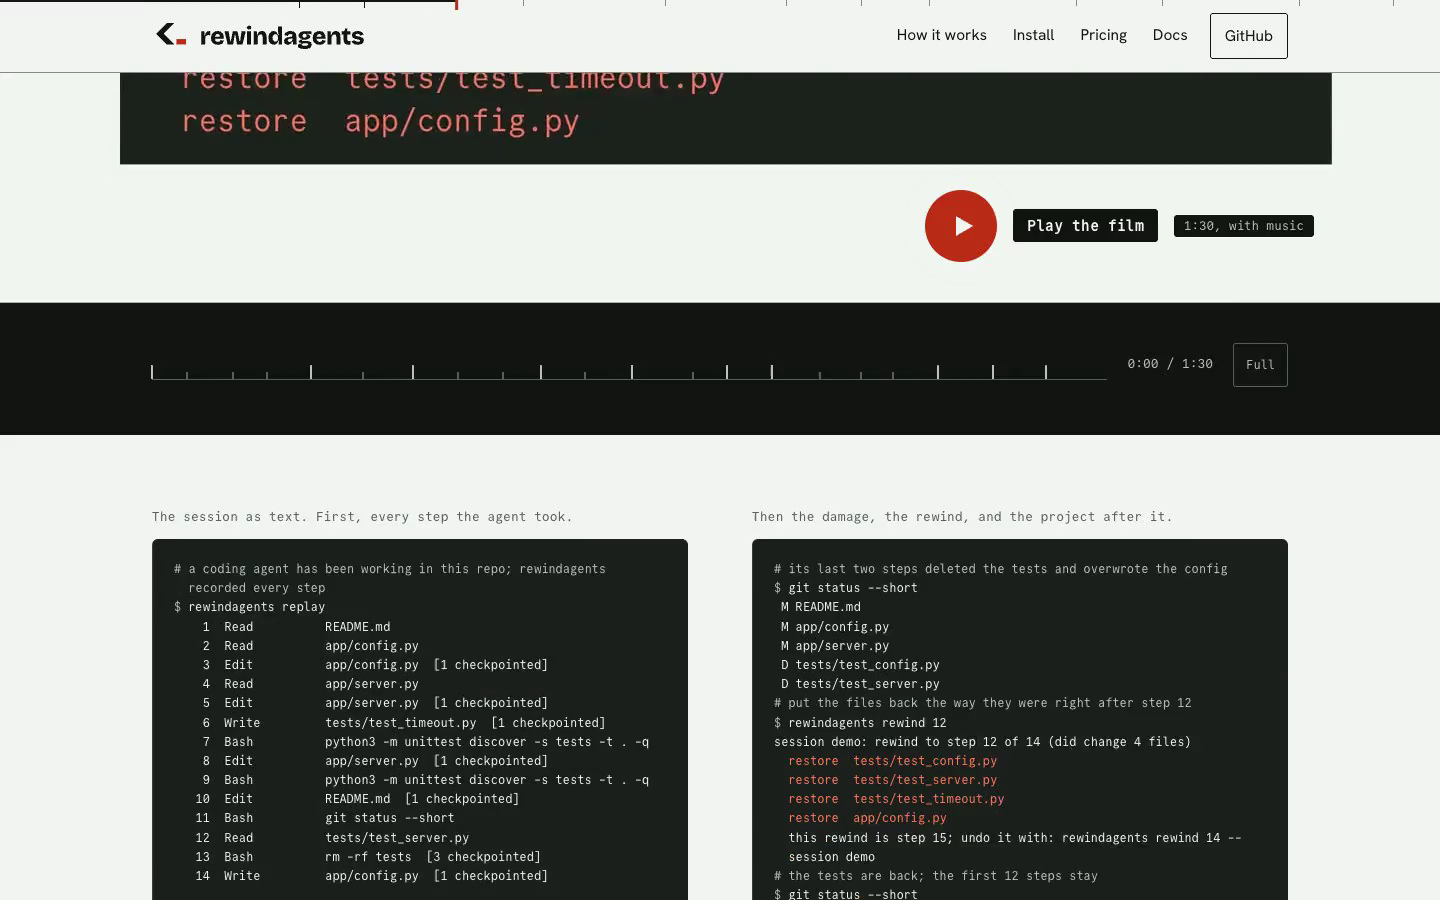 rewindagents
How it works
Install
Pricing
Docs
GitHub
restore  tests/test_timeout.py
restore  app/config.py
Play the film
1:30, with music
0:00 / 1:30
Full
The session as text. First, every step the agent took.
# a coding agent has been working in this repo; rewindagents
recorded every step
$ rewindagents replay
1  Read          README.md
2  Read          app/config.py
3  Edit          app/config.py  [1 checkpointed]
4  Read          app/server.py
5  Edit          app/server.py  [1 checkpointed]
6  Write         tests/test_timeout.py  [1 checkpointed]
7  Bash          python3 -m unittest discover -s tests -t . -q
8  Edit          app/server.py  [1 checkpointed]
9  Bash          python3 -m unittest discover -s tests -t . -q
10  Edit          README.md  [1 checkpointed]
11  Bash          git status --short
12  Read          tests/test_server.py
13  Bash          rm -rf tests  [3 checkpointed]
14  Write         app/config.py  [1 checkpointed]
Then the damage, the rewind, and the project after it.
# its last two steps deleted the tests and overwrote the config
$ git status --short
M README.md
M app/config.py
M app/server.py
D tests/test_config.py
D tests/test_server.py
# put the files back the way they were right after step 12
$ rewindagents rewind 12
session demo: rewind to step 12 of 14 (did change 4 files)
restore  tests/test_config.py
restore  tests/test_server.py
restore  tests/test_timeout.py
restore  app/config.py
this rewind is step 15; undo it with: rewindagents rewind 14 --
session demo
# the tests are back; the first 12 steps stay
$ git status --short